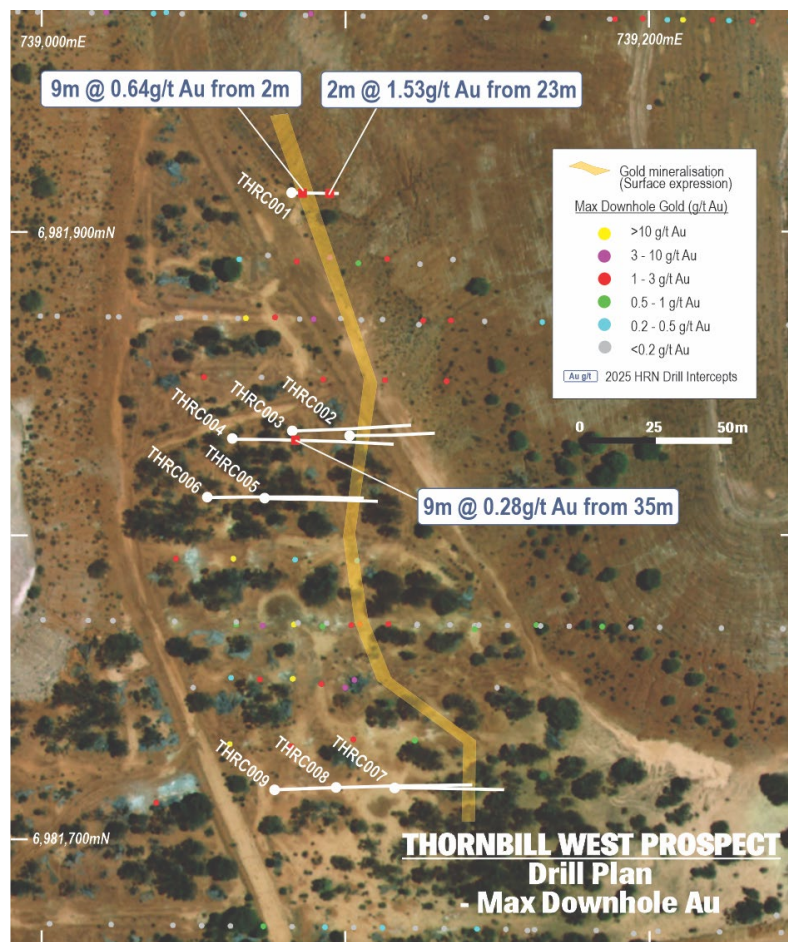 739,000mE
739,200mE
9m @ 0.64g/t Au from 2m
2m @ 1.53g/t Au from 23m
THRC001
6,981,900mN
Gold mineralisation
(Surface expression)
Max Downhole Gold (g/t Au)
>10 g/t Au
3 - 10 g/t Au
1 - 3 g/t Au
0.5 - 1 g/t Au
0.2 - 0.5 g/t Au
<0.2 g/t Au
Au g/t 2025 HRN Drill Intercepts
0 25 50m
THRC002
THRC003
THRC004
THRC005
THRC006
9m @ 0.28g/t Au from 35m
THRC007
THRC008
THRC009
6,981,700mN
THORNBILL WEST PROSPECT
Drill Plan
- Max Downhole Au